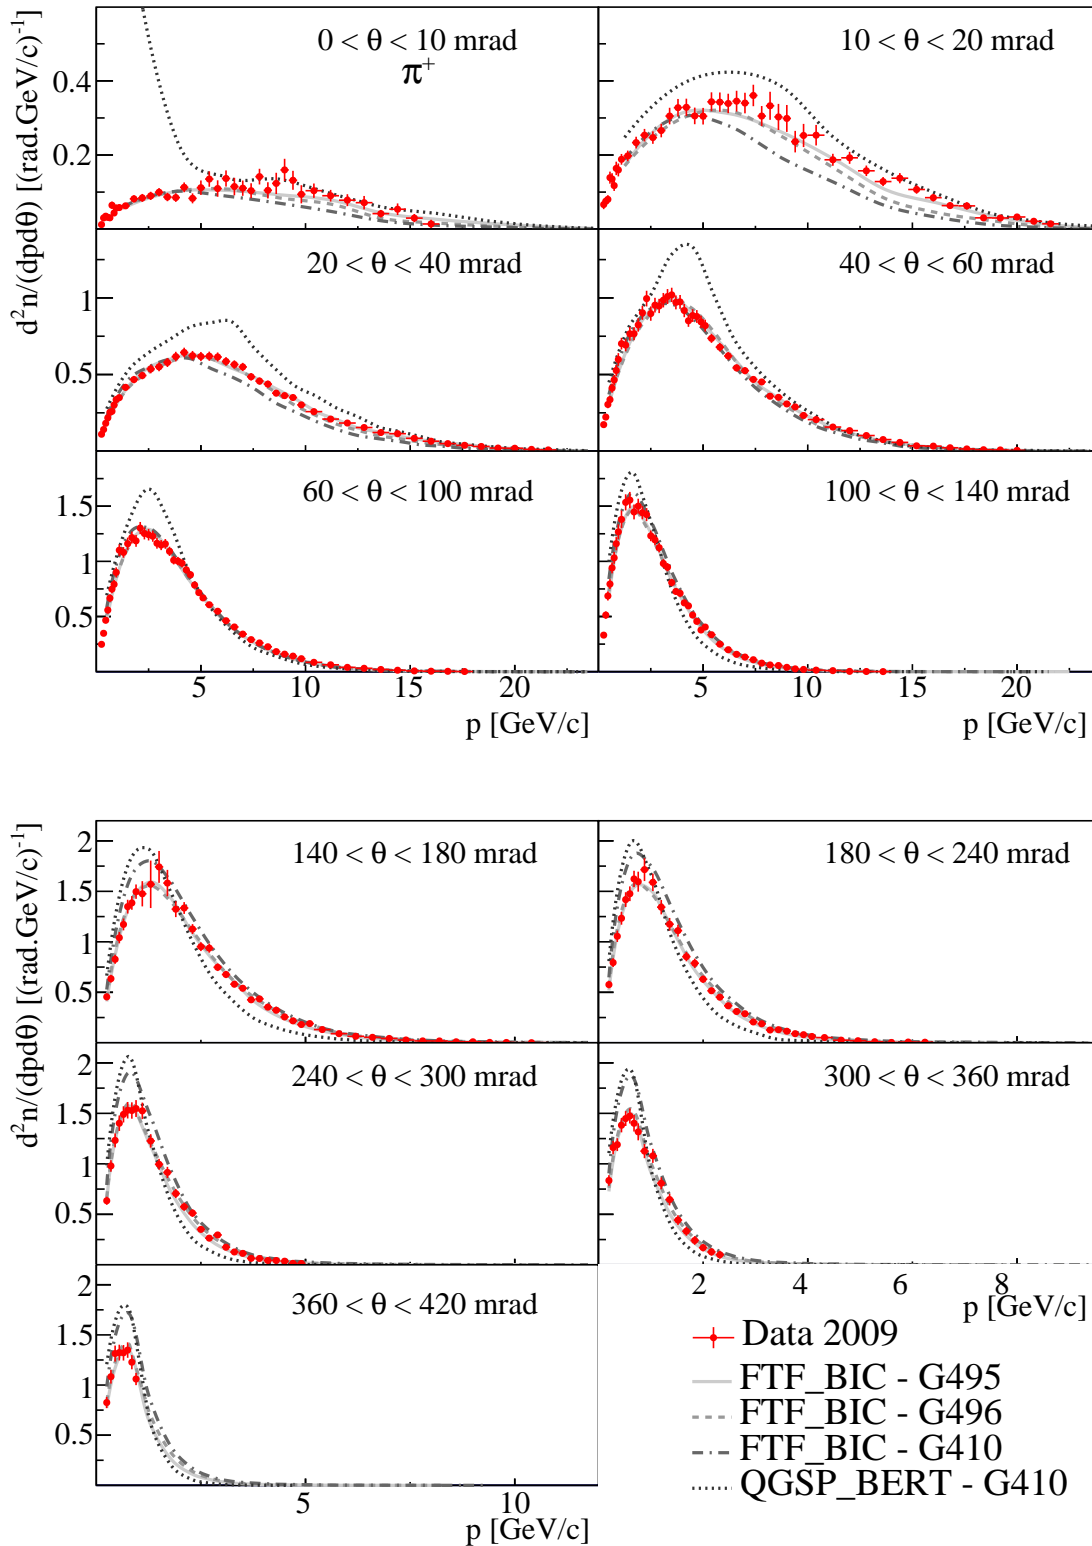 0 < θ < 10 mrad
π⁺
10 < θ < 20 mrad
d²n/(dpdθ) [(rad.GeV/c)⁻¹]
0.4
0.2
20 < θ < 40 mrad
40 < θ < 60 mrad
1
0.5
60 < θ < 100 mrad
100 < θ < 140 mrad
1.5
1
0.5
5 10 15 20
5 10 15 20
p [GeV/c]
p [GeV/c]
d²n/(dpdθ) [(rad.GeV/c)⁻¹]
140 < θ < 180 mrad
180 < θ < 240 mrad
2
1.5
1
0.5
240 < θ < 300 mrad
300 < θ < 360 mrad
2
1.5
1
0.5
2 4 6 8
p [GeV/c]
360 < θ < 420 mrad
2
1.5
1
0.5
5 10
p [GeV/c]
Data 2009
FTF_BIC - G495
FTF_BIC - G496
FTF_BIC - G410
QGSP_BERT - G410